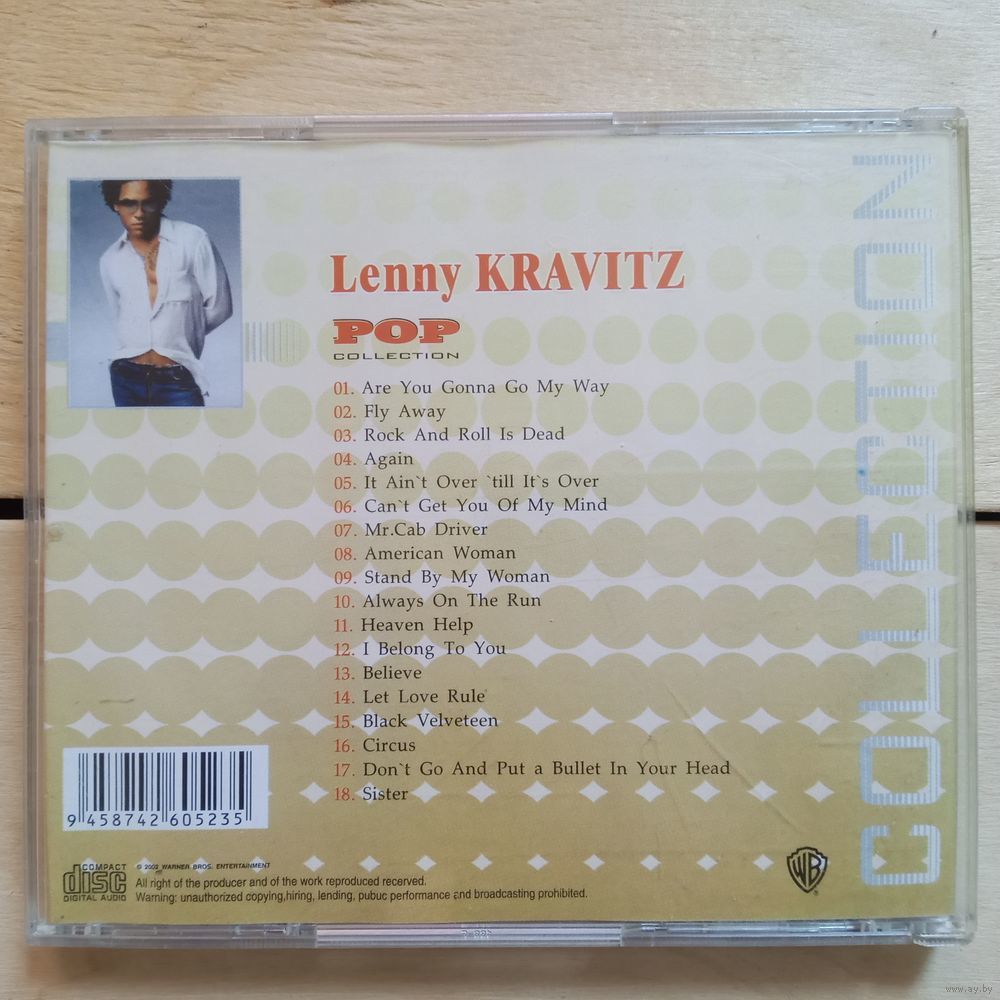 Lenny KRAVITZ
POP
COLLECTION
01. Are You Gonna Go My Way
02. Fly Away
03. Rock And Roll Is Dead
04. Again
05. It Ain`t Over `till It`s Over
06. Can`t Get You Of My Mind
07. Mr.Cab Driver
08. American Woman
09. Stand By My Woman
10. Always On The Run
11. Heaven Help
12. I Belong To You
13. Believe
14. Let Love Rule
15. Black Velveteen
16. Circus
17. Don`t Go And Put a Bullet In Your Head
18. Sister
COLLECTION
9 458742 605235
COMPACT
disc
DIGITAL AUDIO
© 2002 WARNER BROS. ENTERTAINMENT
All right of the producer and of the work reproduced recerved.
Warning: unauthorized copying,hiring, lending, pubuc performance and broadcasting prohibited.
WB
www.ay.by